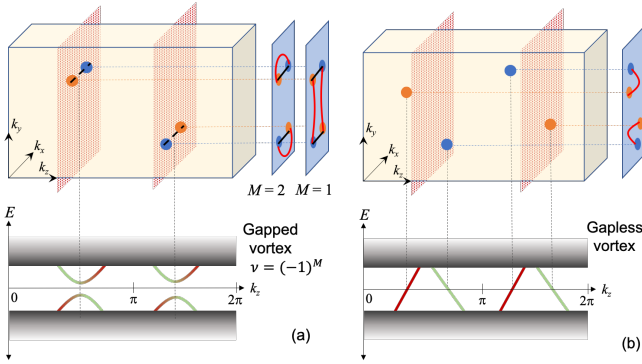 k_y
k_x
k_z
M = 2
M = 1
E
Gapped
vortex
ν = (-1)^M
0
π
k_z
2π
(a)
k_y
k_x
k_z
E
Gapless
vortex
0
π
k_z
2π
(b)